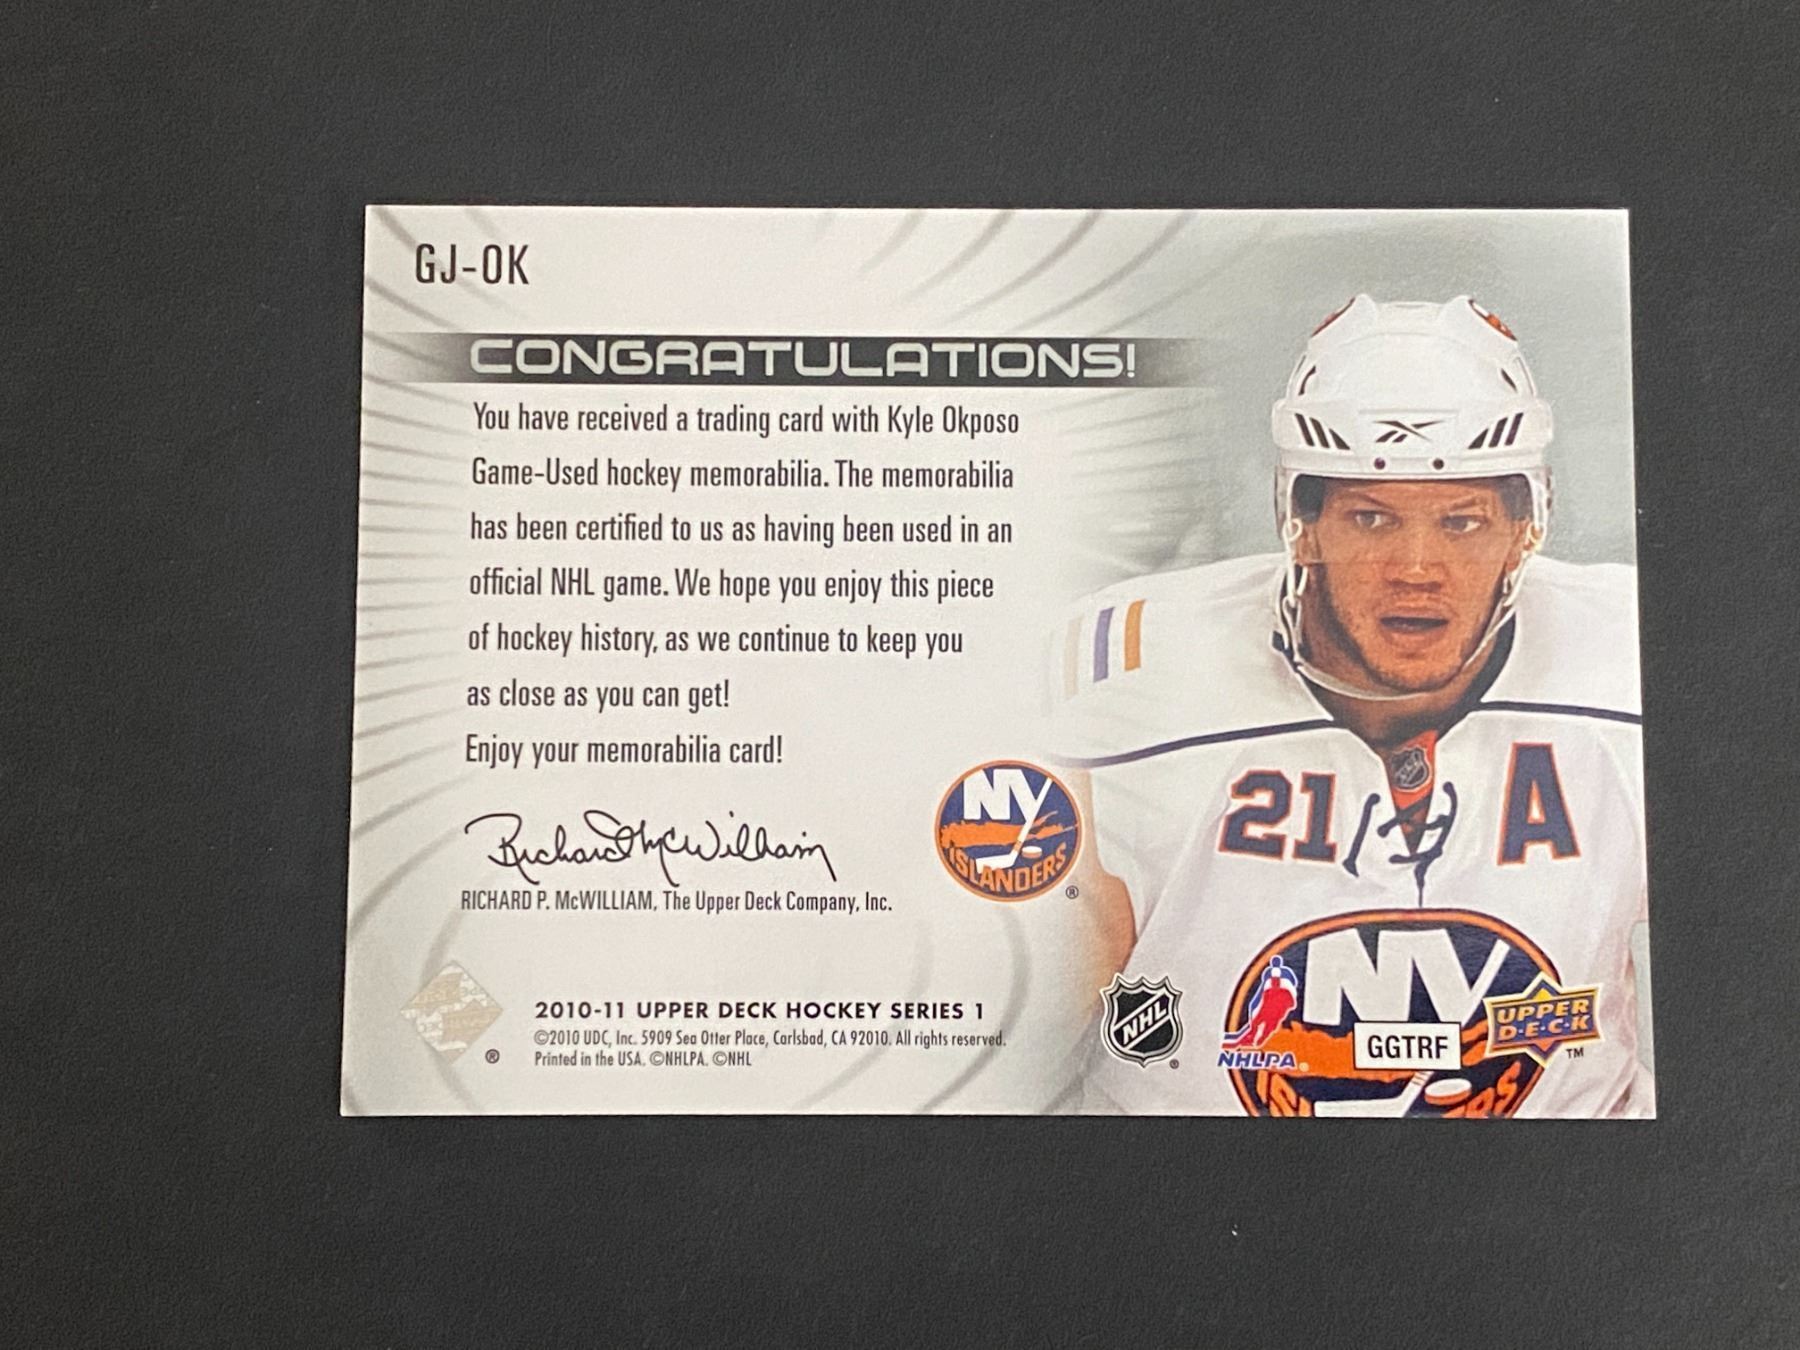 GJ-OK
CONGRATULATIONS!
You have received a trading card with Kyle Okposo
Game-Used hockey memorabilia. The memorabilia
has been certified to us as having been used in an
official NHL game. We hope you enjoy this piece
of hockey history, as we continue to keep you
as close as you can get!
Enjoy your memorabilia card!
Richard McWilliam
RICHARD P. McWILLIAM, The Upper Deck Company, Inc.
NY
ISLANDERS
®
21
A
NHL
NY
2010-11 UPPER DECK HOCKEY SERIES 1
©2010 UDC, Inc. 5909 Sea Otter Place, Carlsbad, CA 92010. All rights reserved.
Printed in the USA. ©NHLPA. ©NHL
®
NHL
®
NHLPA®
GGTRF
UPPER
D·E·C·K
TM